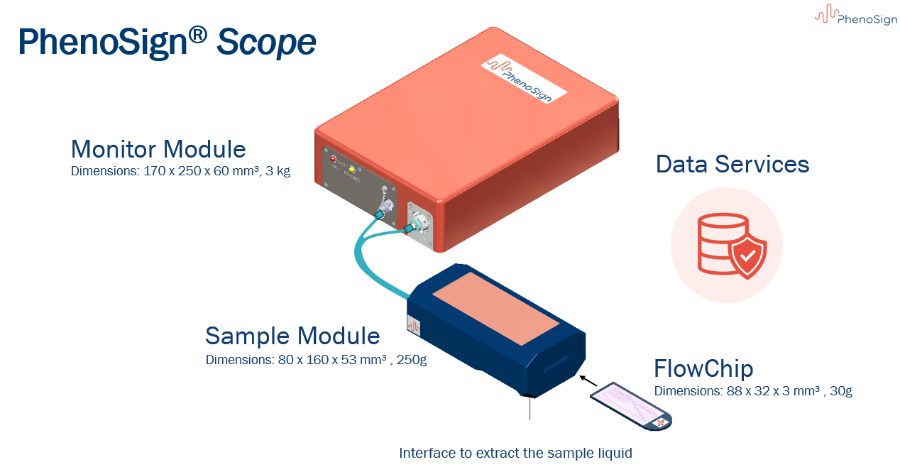 PhenoSign
PhenoSign® Scope
PhenoSign
Monitor Module
Dimensions: 170 x 250 x 60 mm³, 3 kg
Data Services
Sample Module
Dimensions: 80 x 160 x 53 mm³ , 250g
FlowChip
Dimensions: 88 x 32 x 3 mm³ , 30g
Interface to extract the sample liquid